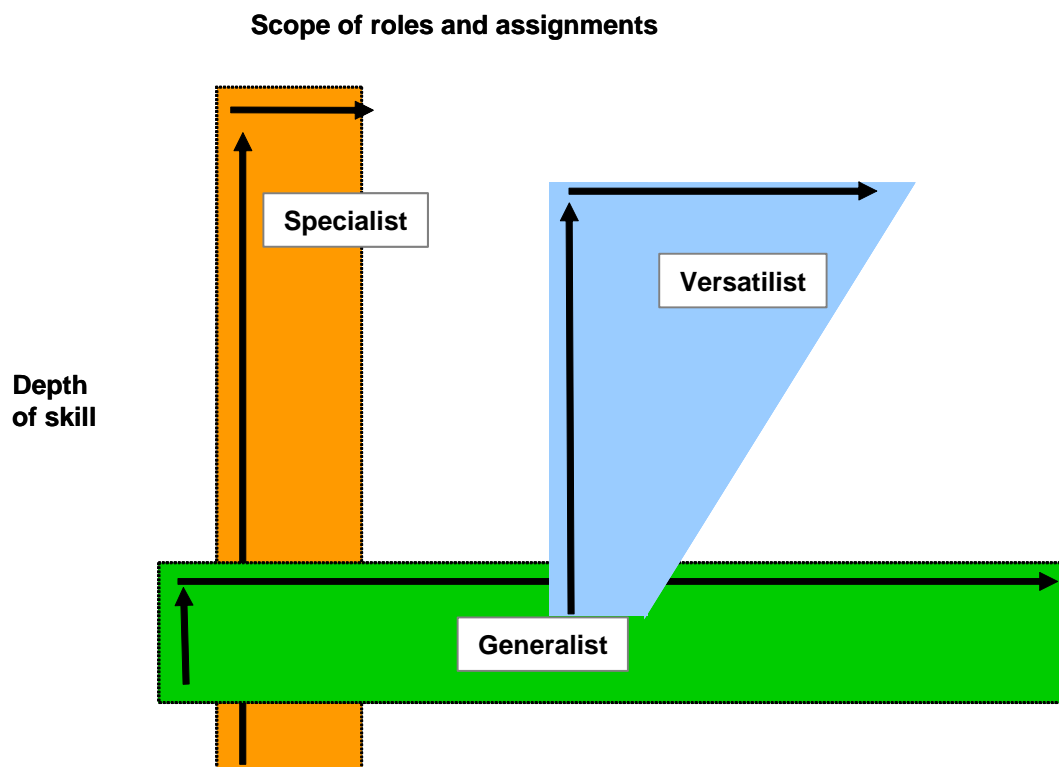 Scope of roles and assignments
Specialist
Versatilist
Depth
of skill
Generalist